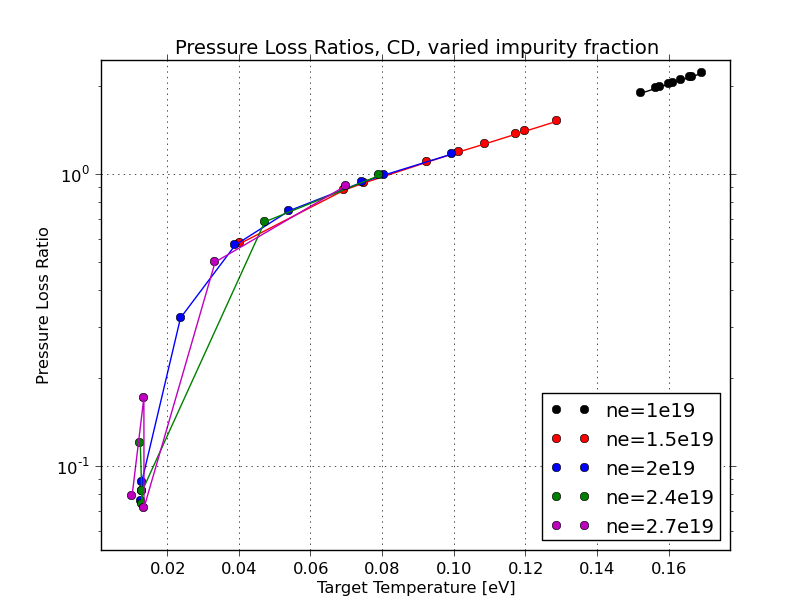 Pressure Loss Ratios, CD, varied impurity fraction
Pressure Loss Ratio
10^0
10^-1
ne=1e19
ne=1.5e19
ne=2e19
ne=2.4e19
ne=2.7e19
0.02 0.04 0.06 0.08 0.10 0.12 0.14 0.16
Target Temperature [eV]